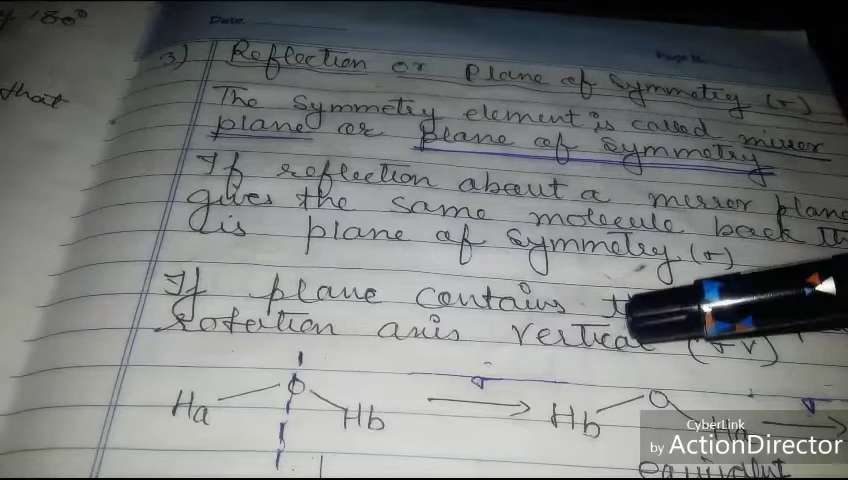 180°
that
Date.
Page No.
3) Reflection or plane of symmetry (σ)
The symmetry element is called mirror
plane or plane of symmetry
If reflection about a mirror plane
gives the same molecule back
is plane of symmetry (σ)
If plane contains
rotation axis vertical (σv)
Ha O Hb σ Hb O Ha σ
equivalent
CyberLink
by ActionDirector